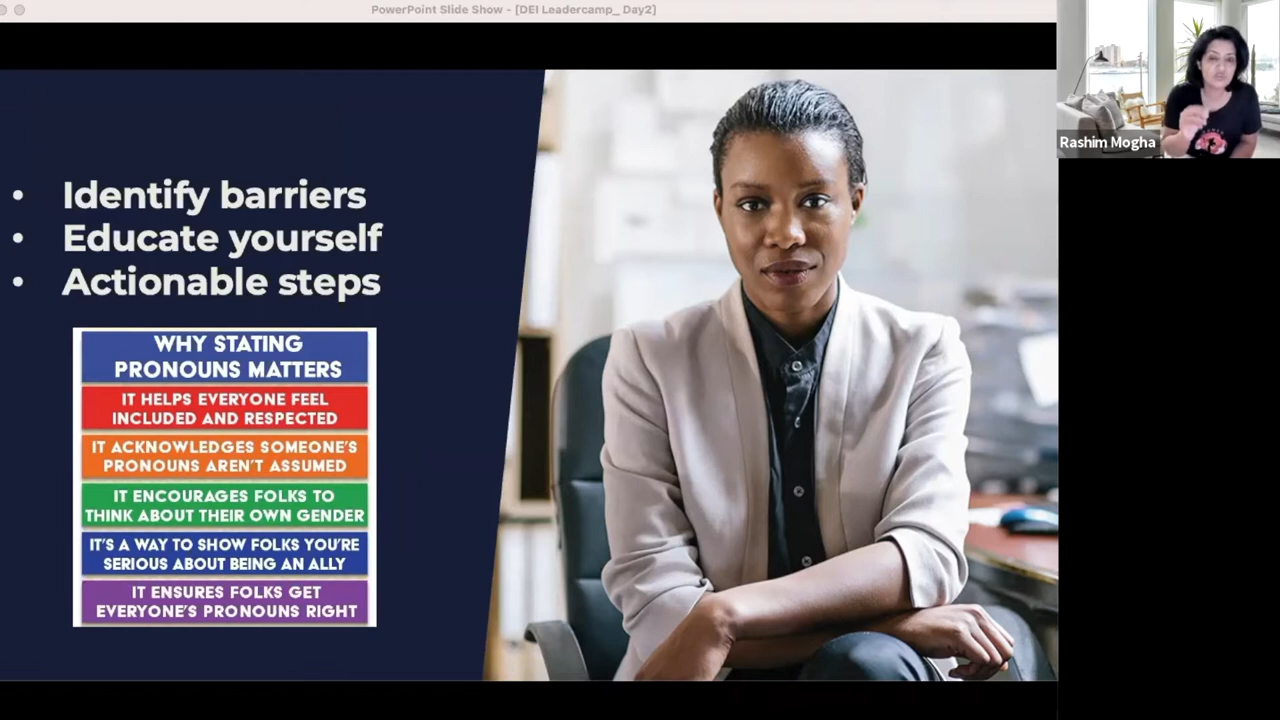 PowerPoint Slide Show - [DEI Leadercamp_ Day2]
Rashim Mogha
• Identify barriers
• Educate yourself
• Actionable steps
WHY STATING
PRONOUNS MATTERS
IT HELPS EVERYONE FEEL
INCLUDED AND RESPECTED
IT ACKNOWLEDGES SOMEONE'S
PRONOUNS AREN'T ASSUMED
IT ENCOURAGES FOLKS TO
THINK ABOUT THEIR OWN GENDER
IT'S A WAY TO SHOW FOLKS YOU'RE
SERIOUS ABOUT BEING AN ALLY
IT ENSURES FOLKS GET
EVERYONE'S PRONOUNS RIGHT